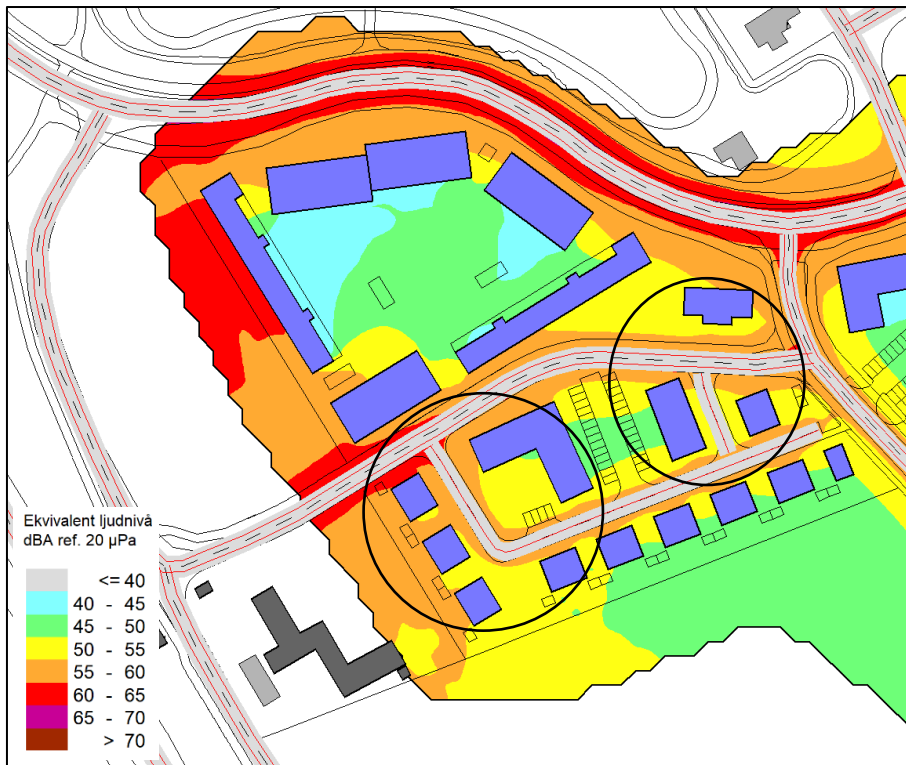 Ekvivalent ljudnivå
dBA ref. 20 µPa
<= 40
40 - 45
45 - 50
50 - 55
55 - 60
60 - 65
65 - 70
> 70